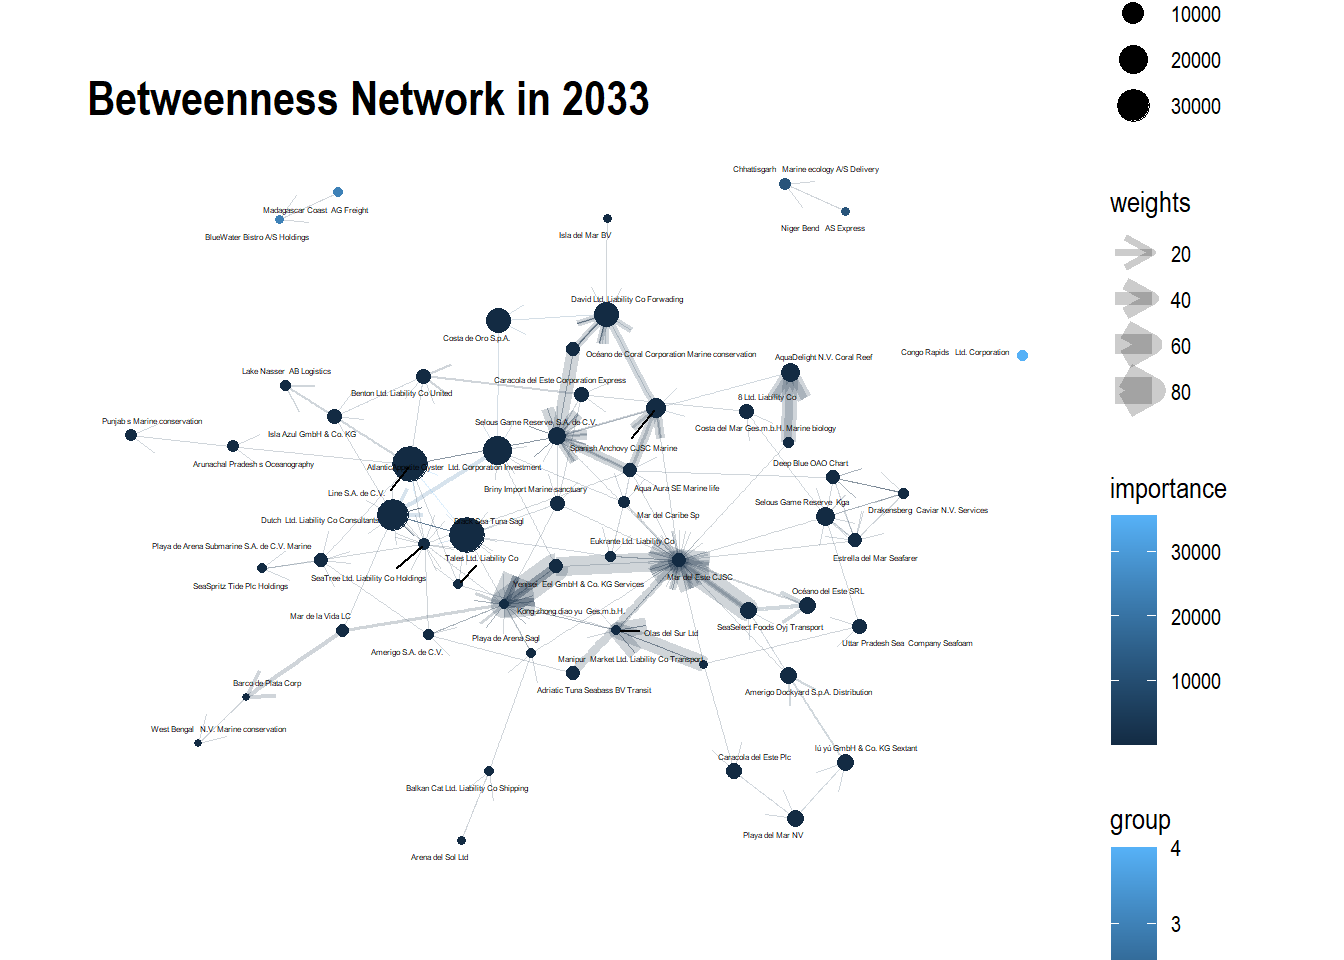 10000
20000
30000
Betweenness Network in 2033
Chhattisgarh Marine ecology A/S Delivery
Madagascar Coast AG Freight
BlueWater Bistro A/S Holdings
Niger Bend AS Express
Isla del Mar BV
weights
20
40
60
80
David Ltd. Liability Co Forwading
Costa de Oro S.p.A.
Océano de Coral Corporation Marine conservation
AquaDelight N.V. Coral Reef
Congo Rapids Ltd. Corporation
Lake Nasser AB Logistics
Caracola del Este Corporation Express
Benton Ltd. Liability Co United
8 Ltd. Liability Co
Punjab s Marine conservation
Selous Game Reserve S.A. de C.V.
Costa del Mar Ges.m.b.H. Marine biology
Isla Azul GmbH & Co. KG
Spanish Anchovy CJSC Marine
Arunachal Pradesh s Oceanography
Oyster Ltd. Corporation Investment
Deep Blue OAO Chart
Line S.A. de C.V.
Briny Import Marine sanctuary
Aqua Aura SE Marine life
Selous Game Reserve Kga
Drakensberg Caviar N.V. Services
Mar del Caribe Sp
Dutch Ltd. Liability Co Consultants
Sea Tuna Sagl
Playa de Arena Submarine S.A. de C.V. Marine
Eukrante Ltd. Liability Co
Tales Ltd. Liability Co
Estrella del Mar Seafarer
SeaTree Ltd. Liability Co Holdings
Mar del Este CJSC
SeaSpritz Tide Plc Holdings
Eel GmbH & Co. KG Services
Océano del Este SRL
Kong zhong diao yu Ges.m.b.H.
Mar de la Vida LC
SeaSelect Foods Oyj Transport
Olas del Sur Ltd
Playa de Arena Sagl
Uttar Pradesh Sea Company Seafoam
Amerigo S.A. de C.V.
Manipur Market Ltd. Liability Co Transport
Barco de Plata Corp
Adriatic Tuna Seabass BV Transit
Amerigo Dockyard S.p.A. Distribution
West Bengal N.V. Marine conservation
Caracola del Este Plc
Iú yú GmbH & Co. KG Sextant
Balkan Cat Ltd. Liability Co Shipping
Playa del Mar NV
Arena del Sol Ltd
importance
30000
20000
10000
group
4
3